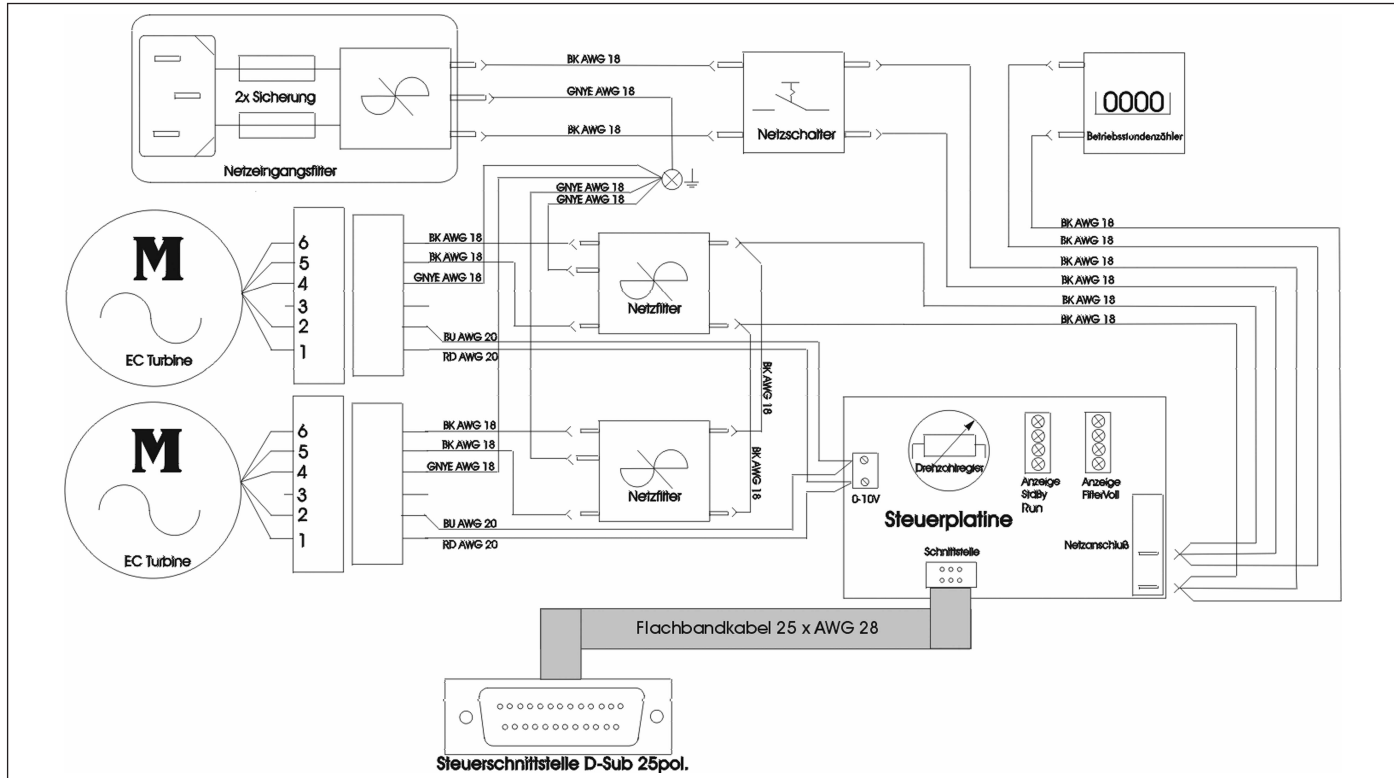 BK AWG 18
GNYE AWG 18
BK AWG 18
2x Sicherung
Netzeingangsfilter
Netzschalter
0000
Betriebsstundenzähler
GNYE AWG 18
GNYE AWG 18
M
EC Turbine
6
5
4
3
2
1
BK AWG 18
BK AWG 18
GNYE AWG 18
BU AWG 20
RD AWG 20
Netzfilter
BK AWG 18
BK AWG 18
BK AWG 18
BK AWG 18
BK AWG 18
BK AWG 18
BK AWG 18
BK AWG 18
M
EC Turbine
6
5
4
3
2
1
BK AWG 18
BK AWG 18
GNYE AWG 18
BU AWG 20
RD AWG 20
Netzfilter
0-10V
Drehzahlregler
Anzeige
StdBy
Run
Anzeige
FilterVoll
Steuerplatine
Netzanschluß
Schnittstelle
Flachbandkabel 25 x AWG 28
Steuerschnittstelle D-Sub 25pol.